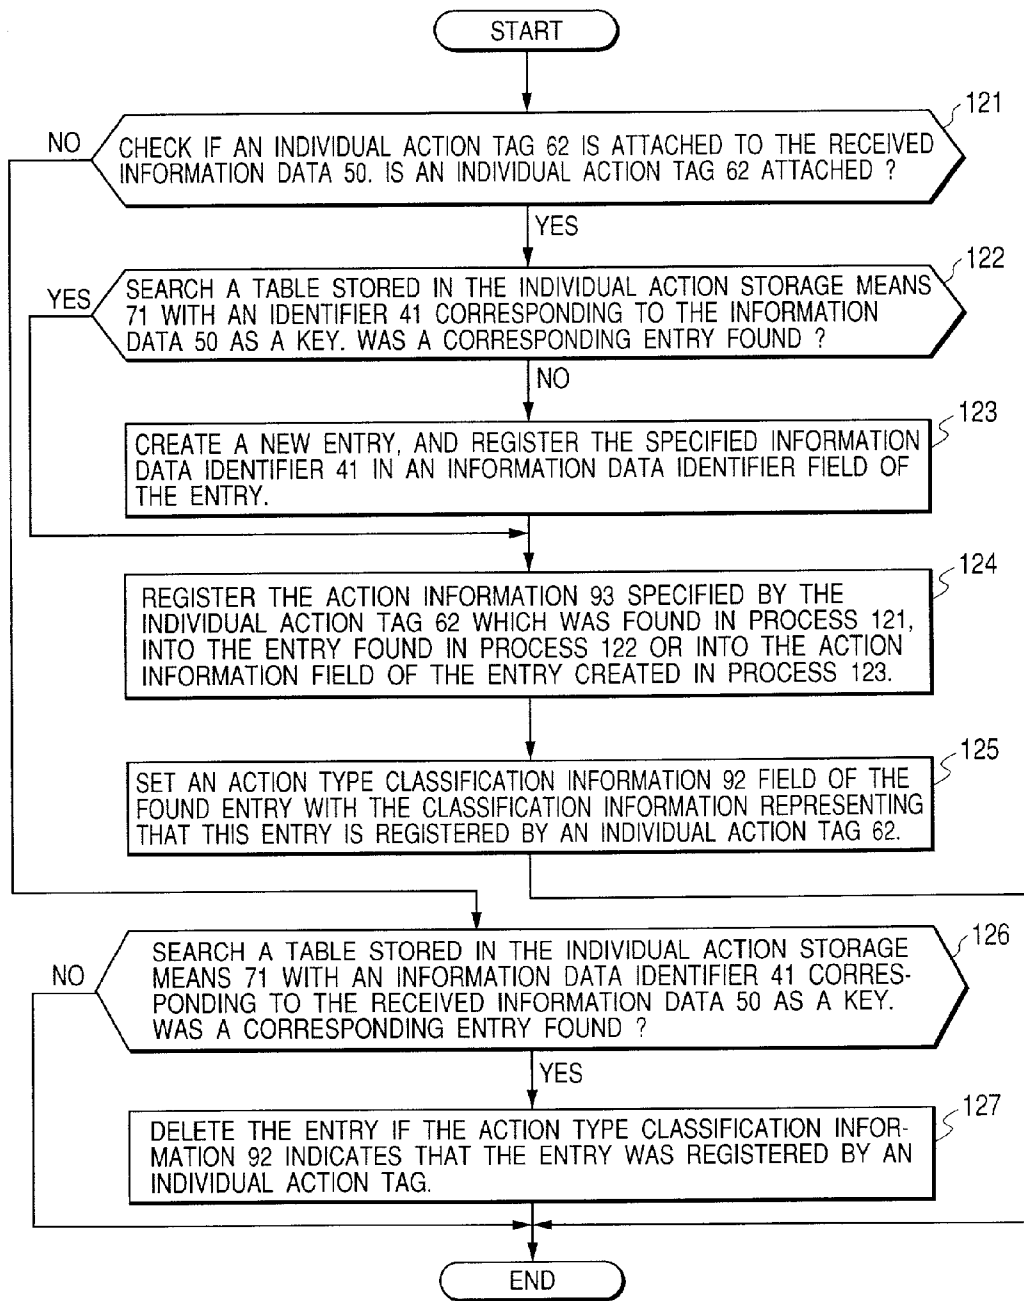 START
121
NO
CHECK IF AN INDIVIDUAL ACTION TAG 62 IS ATTACHED TO THE RECEIVED
INFORMATION DATA 50. IS AN INDIVIDUAL ACTION TAG 62 ATTACHED ?
YES
122
YES
SEARCH A TABLE STORED IN THE INDIVIDUAL ACTION STORAGE MEANS
71 WITH AN IDENTIFIER 41 CORRESPONDING TO THE INFORMATION
DATA 50 AS A KEY. WAS A CORRESPONDING ENTRY FOUND ?
NO
123
CREATE A NEW ENTRY, AND REGISTER THE SPECIFIED INFORMATION
DATA IDENTIFIER 41 IN AN INFORMATION DATA IDENTIFIER FIELD OF
THE ENTRY.
124
REGISTER THE ACTION INFORMATION 93 SPECIFIED BY THE
INDIVIDUAL ACTION TAG 62 WHICH WAS FOUND IN PROCESS 121,
INTO THE ENTRY FOUND IN PROCESS 122 OR INTO THE ACTION
INFORMATION FIELD OF THE ENTRY CREATED IN PROCESS 123.
125
SET AN ACTION TYPE CLASSIFICATION INFORMATION 92 FIELD OF THE
FOUND ENTRY WITH THE CLASSIFICATION INFORMATION REPRESENTING
THAT THIS ENTRY IS REGISTERED BY AN INDIVIDUAL ACTION TAG 62.
126
NO
SEARCH A TABLE STORED IN THE INDIVIDUAL ACTION STORAGE
MEANS 71 WITH AN INFORMATION DATA IDENTIFIER 41 CORRES-
PONDING TO THE RECEIVED INFORMATION DATA 50 AS A KEY.
WAS A CORRESPONDING ENTRY FOUND ?
YES
127
DELETE THE ENTRY IF THE ACTION TYPE CLASSIFICATION INFOR-
MATION 92 INDICATES THAT THE ENTRY WAS REGISTERED BY AN
INDIVIDUAL ACTION TAG.
END